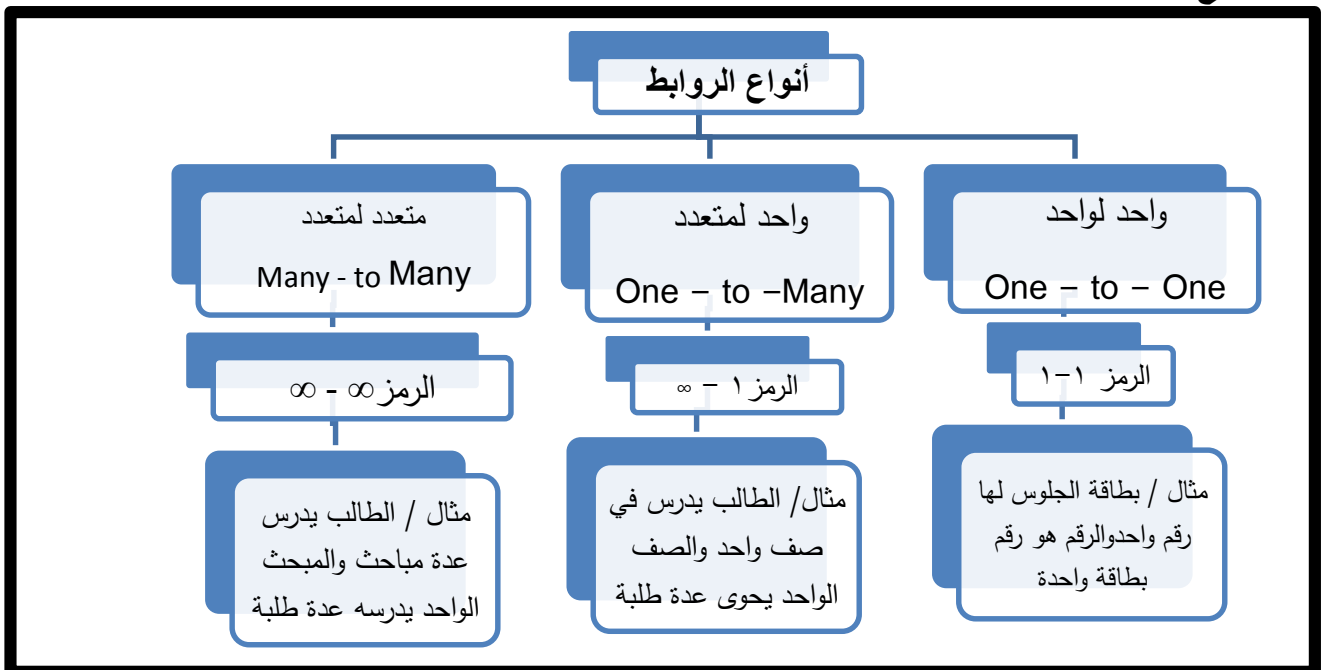 أنواع الروابط
واحد لواحد
One – to – One
الرمز ١-١
مثال / بطاقة الجلوس لها
رقم واحدوالرقم هو رقم
بطاقة واحدة
واحد لمتعدد
One – to –Many
الرمز ١ - ∞
مثال/ الطالب يدرس في
صف واحد والصف
الواحد يحوى عدة طلبة
متعدد لمتعدد
Many - to Many
الرمز ∞ - ∞
مثال / الطالب يدرس
عدة مباحث والمبحث
الواحد يدرسه عدة طلبة